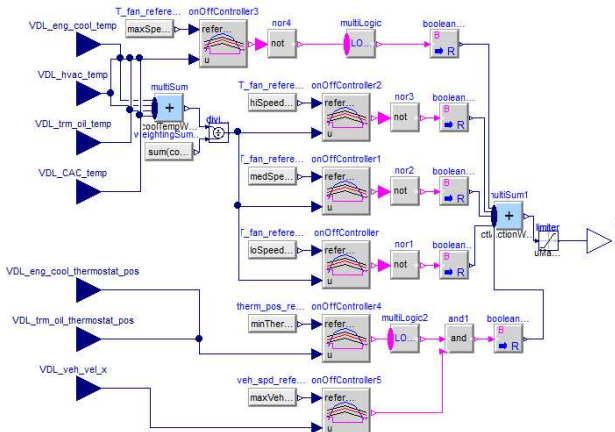 VDL_eng_cool_temp
T_fan_refere...
maxSpe...
onOffController3
refer...
u
nor4
not
multiLogic
LO...
boolean...
B
R
VDL_hvac_temp
multiSum
+
coolTempW...
T_fan_refere...
hiSpeed...
onOffController2
refer...
u
nor3
not
boolean...
B
R
VDL_trm_oil_temp
weightingSum...
sum(co...
divi...
VDL_CAC_temp
T_fan_refere...
medSpe...
onOffController1
refer...
u
nor2
not
boolean...
B
R
multiSum1
+
limiter
uMa...
T_fan_refere...
loSpeed...
onOffController
refer...
u
nor1
not
boolean...
B
R
VDL_eng_cool_thermostat_pos
VDL_trm_oil_thermostat_pos
therm_pos_re...
minTher...
onOffController4
refer...
u
multiLogic2
LO...
and1
and
boolean...
B
R
VDL_veh_vel_x
veh_spd_refe...
maxVeh...
onOffController5
refer...
u